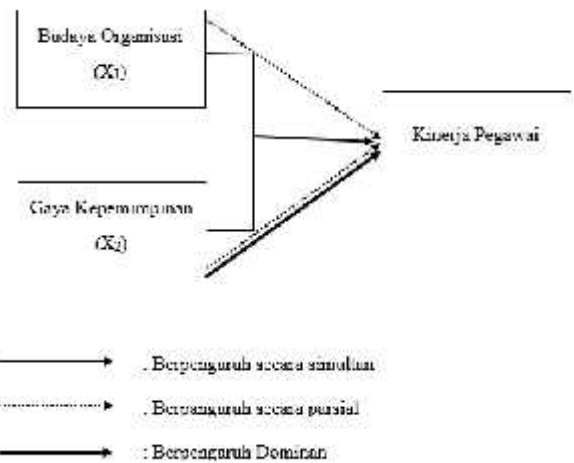 Budaya Organisasi
(X1)
Kinerja Pegawai
Gaya Kepemimpinan
(X2)
: Berpengaruh secara simultan
: Berpengaruh secara parsial
: Berpengaruh Dominan